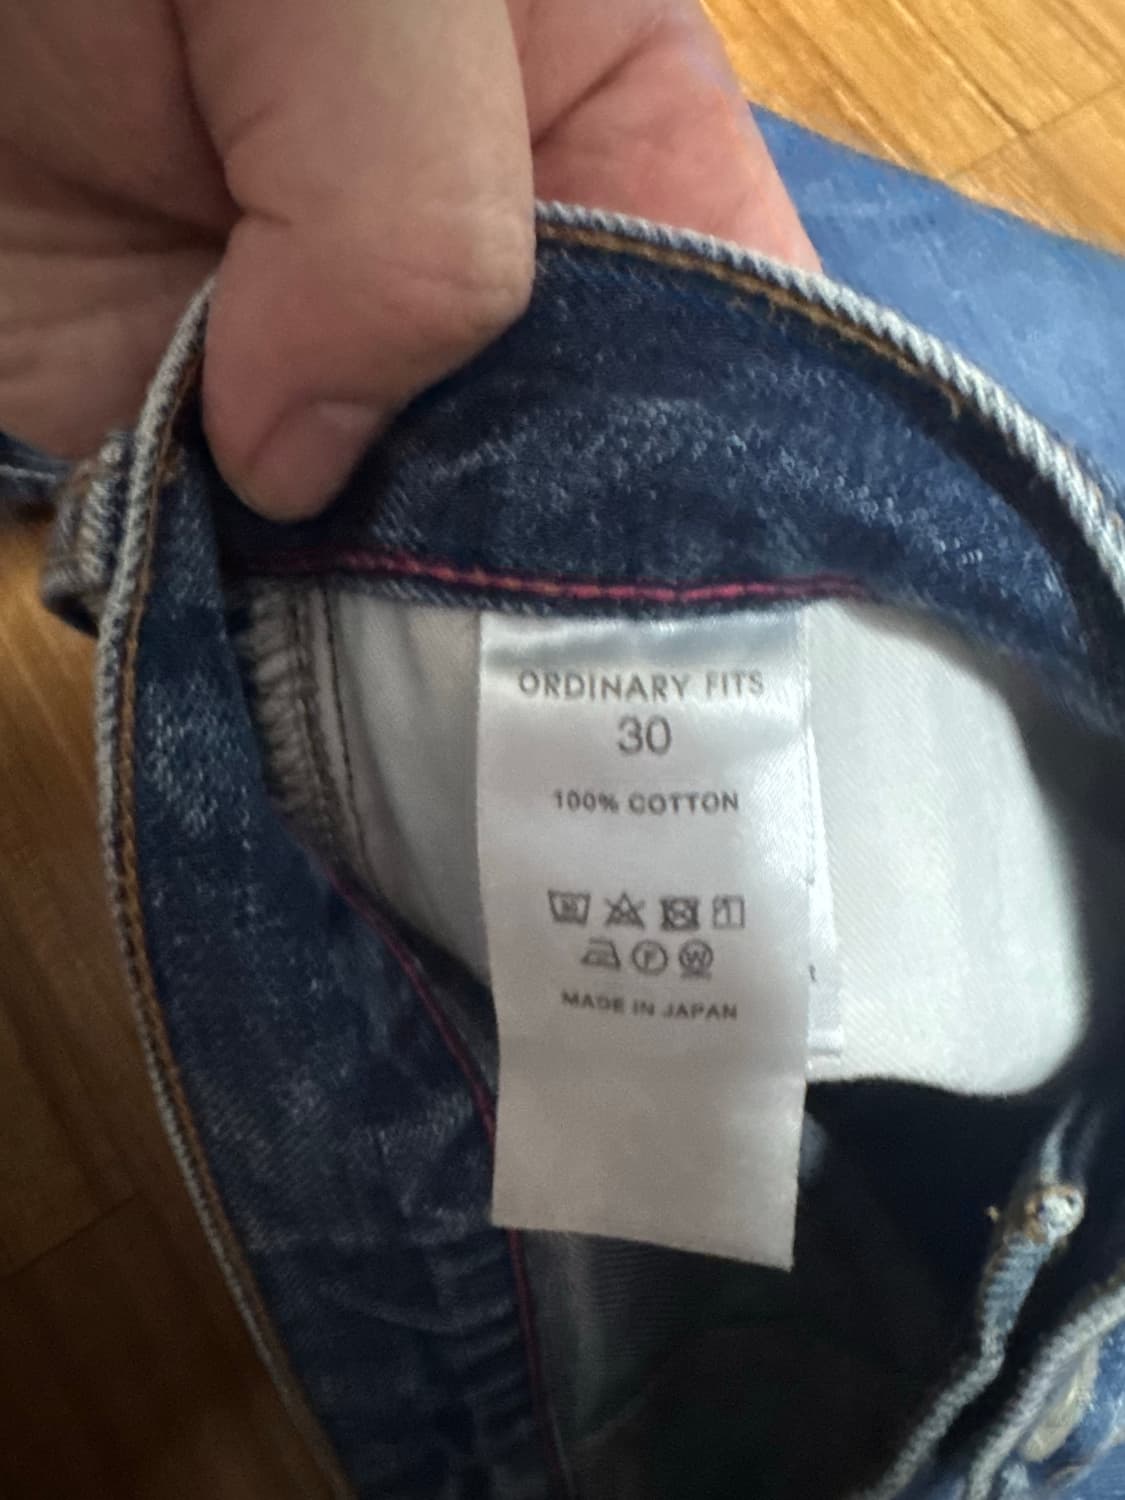 ORDINARY FITS
30
100% COTTON
F W
MADE IN JAPAN